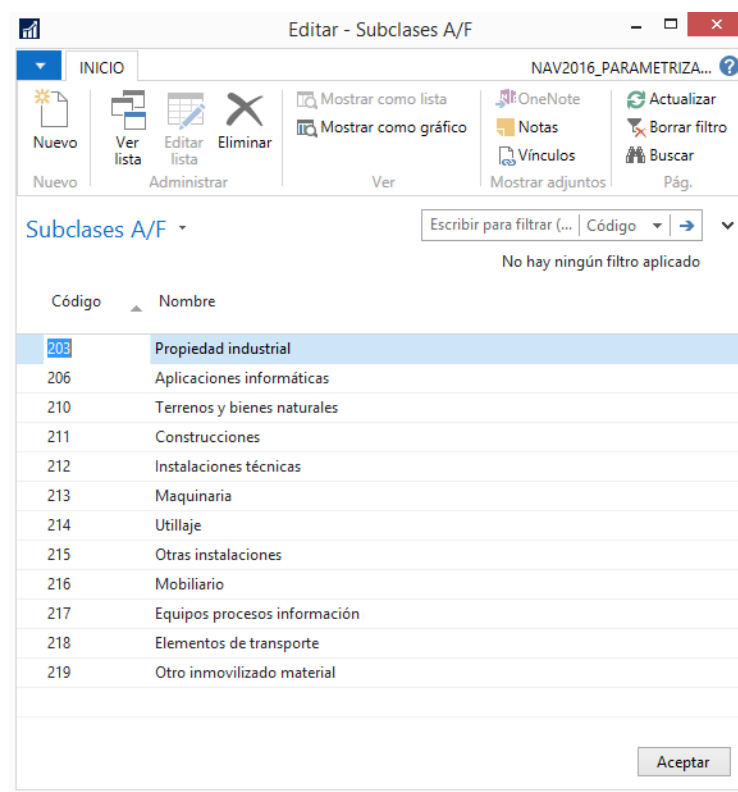 Editar - Subclases A/F
INICIO
NAV2016_PARAMETRIZA...
Nuevo
Ver lista
Editar lista
Eliminar
Mostrar como lista
Mostrar como gráfico
OneNote
Notas
Vínculos
Actualizar
Borrar filtro
Buscar
Nuevo
Administrar
Ver
Mostrar adjuntos
Pág.
Subclases A/F
Escribir para filtrar (... Código
No hay ningún filtro aplicado
Código Nombre
203 Propiedad industrial
206 Aplicaciones informáticas
210 Terrenos y bienes naturales
211 Construcciones
212 Instalaciones técnicas
213 Maquinaria
214 Utillaje
215 Otras instalaciones
216 Mobiliario
217 Equipos procesos información
218 Elementos de transporte
219 Otro inmovilizado material
Aceptar